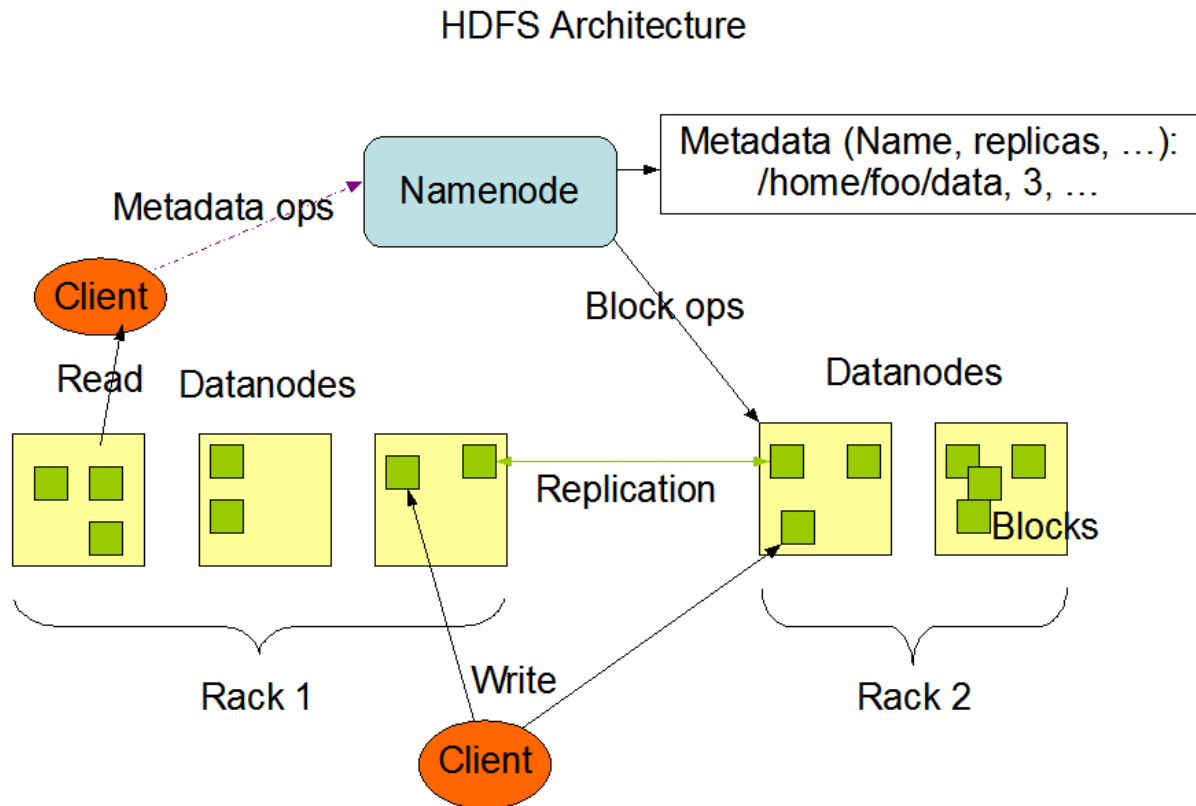 HDFS Architecture
Metadata (Name, replicas, …):
/home/foo/data, 3, …
Namenode
Metadata ops
Client
Block ops
Read
Datanodes
Datanodes
Replication
Blocks
Rack 1
Write
Rack 2
Client